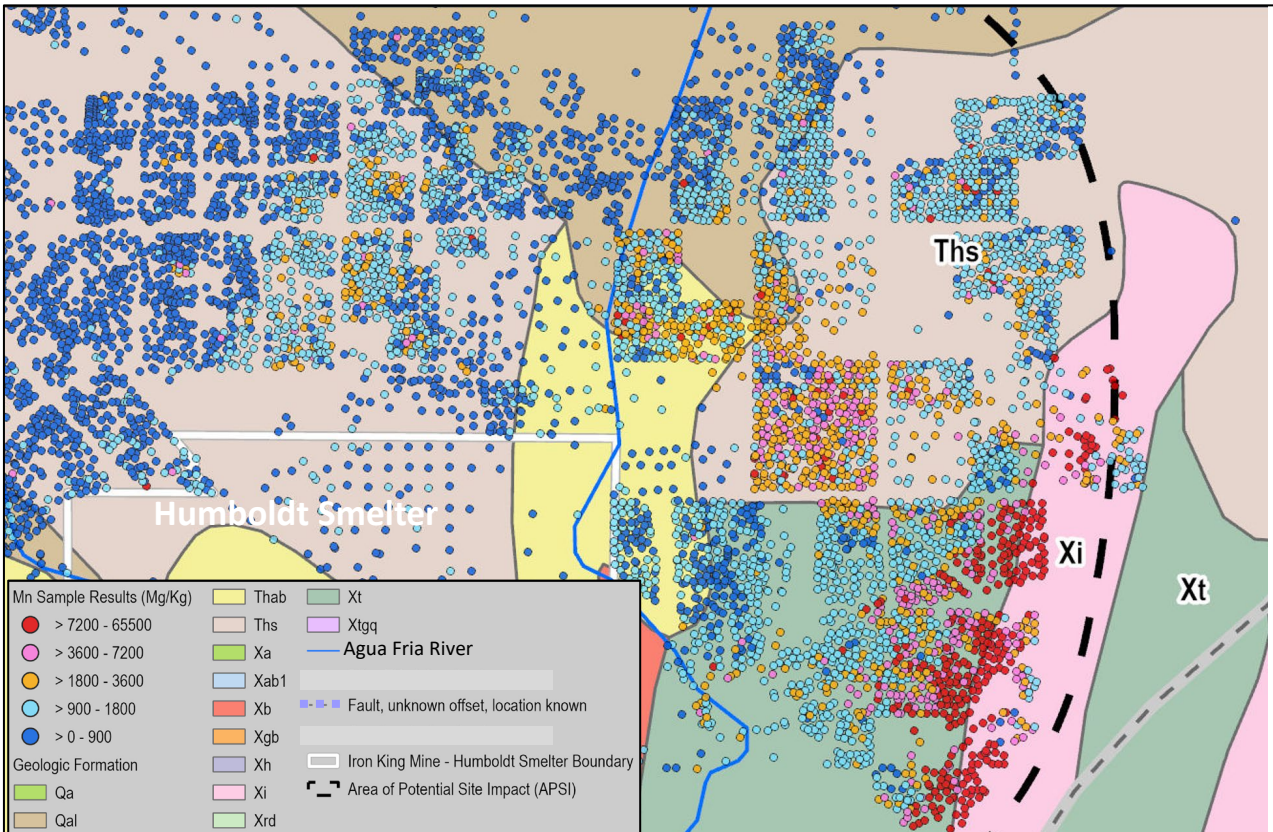 Ths
Humboldt Smelter
Xi
Xt
Mn Sample Results (Mg/Kg)
> 7200 - 65500
> 3600 - 7200
> 1800 - 3600
> 900 - 1800
> 0 - 900
Geologic Formation
Qa
Qal
Thab
Ths
Xa
Xab1
Xb
Xgb
Xh
Xi
Xrd
Xt
Xtgq
Agua Fria River
Fault, unknown offset, location known
Iron King Mine - Humboldt Smelter Boundary
Area of Potential Site Impact (APSI)